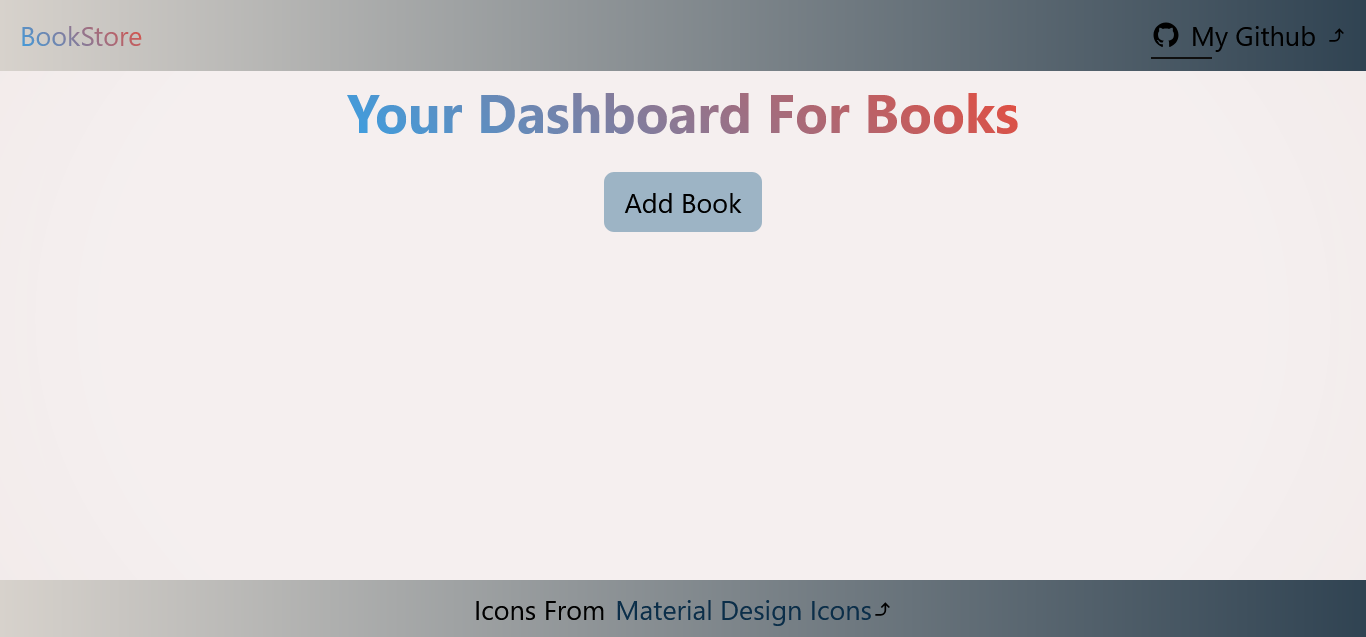 BookStore
My Github ⤴
Your Dashboard For Books
Add Book
Icons From Material Design Icons⤴